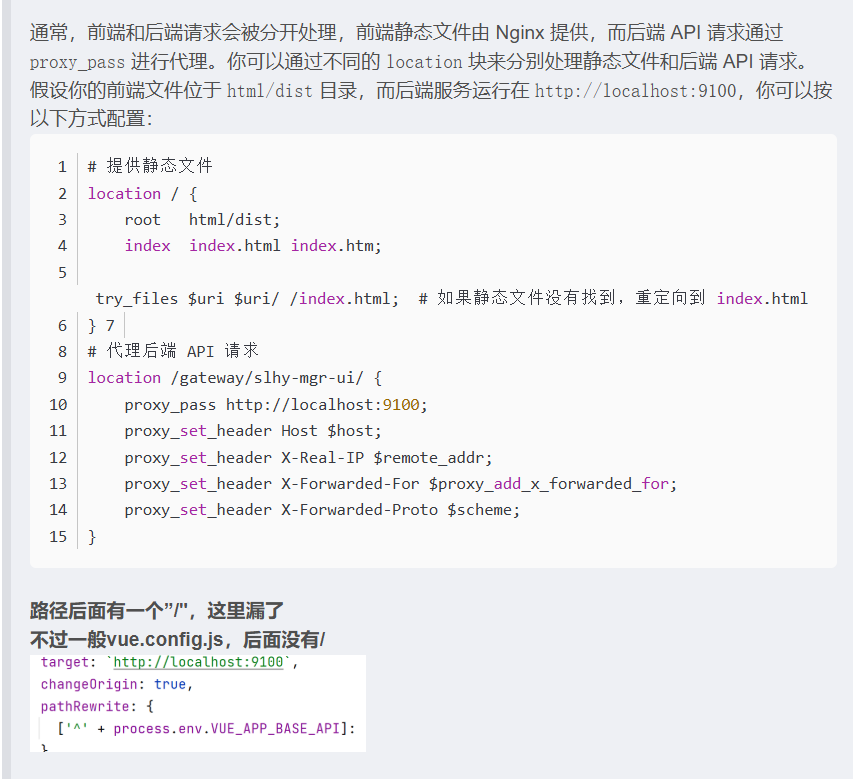 通常，前端和后端请求会被分开处理，前端静态文件由 Nginx 提供，而后端 API 请求通过
proxy_pass 进行代理。你可以通过不同的 location 块来分别处理静态文件和后端 API 请求。
假设你的前端文件位于 html/dist 目录，而后端服务运行在 http://localhost:9100，你可以按
以下方式配置：
1 # 提供静态文件
2 location / {
3     root   html/dist;
4     index  index.html index.htm;
5
try_files $uri $uri/ /index.html;  # 如果静态文件没有找到，重定向到 index.html
6 } 7
8 # 代理后端 API 请求
9 location /gateway/slhy-mgr-ui/ {
10     proxy_pass http://localhost:9100;
11     proxy_set_header Host $host;
12     proxy_set_header X-Real-IP $remote_addr;
13     proxy_set_header X-Forwarded-For $proxy_add_x_forwarded_for;
14     proxy_set_header X-Forwarded-Proto $scheme;
15 }
路径后面有一个”/"，这里漏了
不过一般vue.config.js，后面没有/
target: `http://localhost:9100`,
changeOrigin: true,
pathRewrite: {
['^' + process.env.VUE_APP_BASE_API]:
}